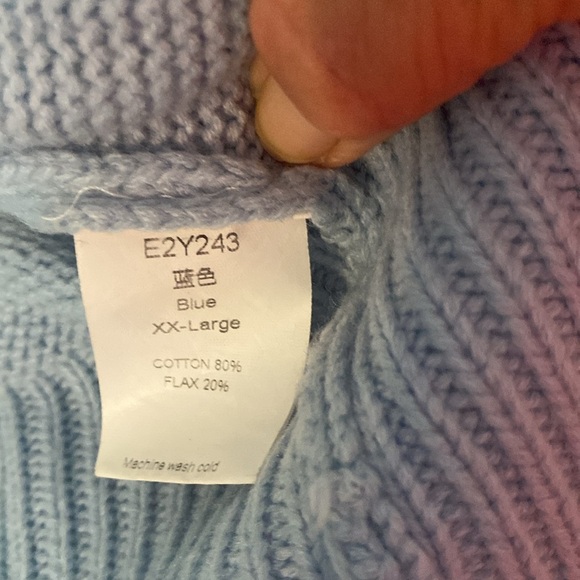 E2Y243
蓝色
Blue
XX-Large
COTTON 80%
FLAX 20%
Machine wash cold